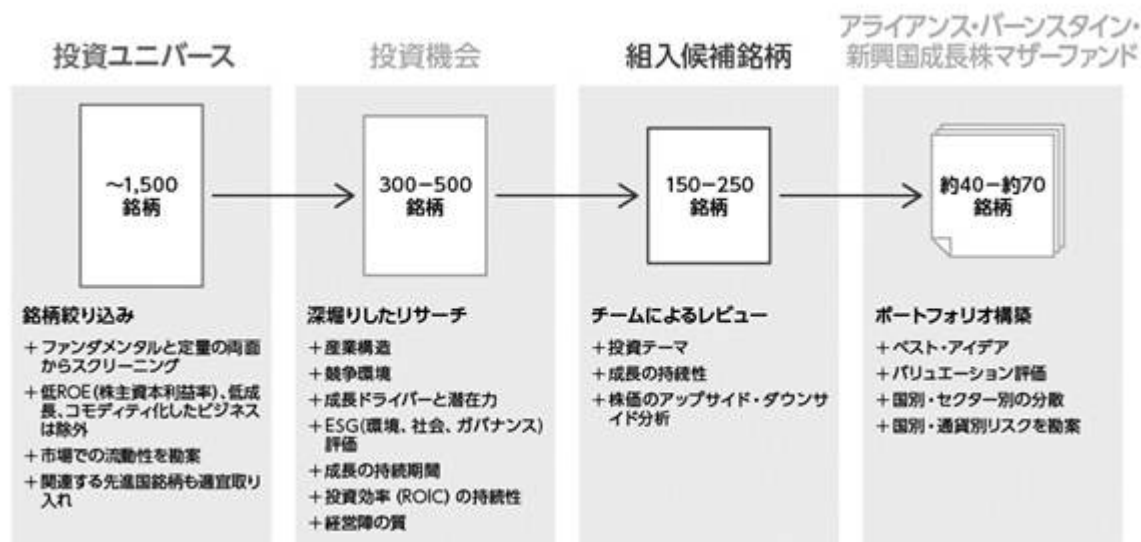 投資ユニバース
投資機会
組入候補銘柄
アライアンス・バーンスタイン・
新興国成長株マザーファンド
～1,500
銘柄
300－500
銘柄
150－250
銘柄
約40－約70
銘柄
銘柄絞り込み
＋ファンダメンタルと定量の両面
からスクリーニング
＋低ROE(株主資本利益率)、低成
長、コモディティ化したビジネス
は除外
＋市場での流動性を勘案
＋関連する先進国銘柄も適宜取り
入れ
深堀りしたリサーチ
＋産業構造
＋競争環境
＋成長ドライバーと潜在力
＋ESG(環境、社会、ガバナンス)
評価
＋成長の持続期間
＋投資効率 (ROIC) の持続性
＋経営陣の質
チームによるレビュー
＋投資テーマ
＋成長の持続性
＋株価のアップサイド・ダウンサ
イド分析
ポートフォリオ構築
＋ベスト・アイデア
＋バリュエーション評価
＋国別・セクター別の分散
＋国別・通貨別リスクを勘案